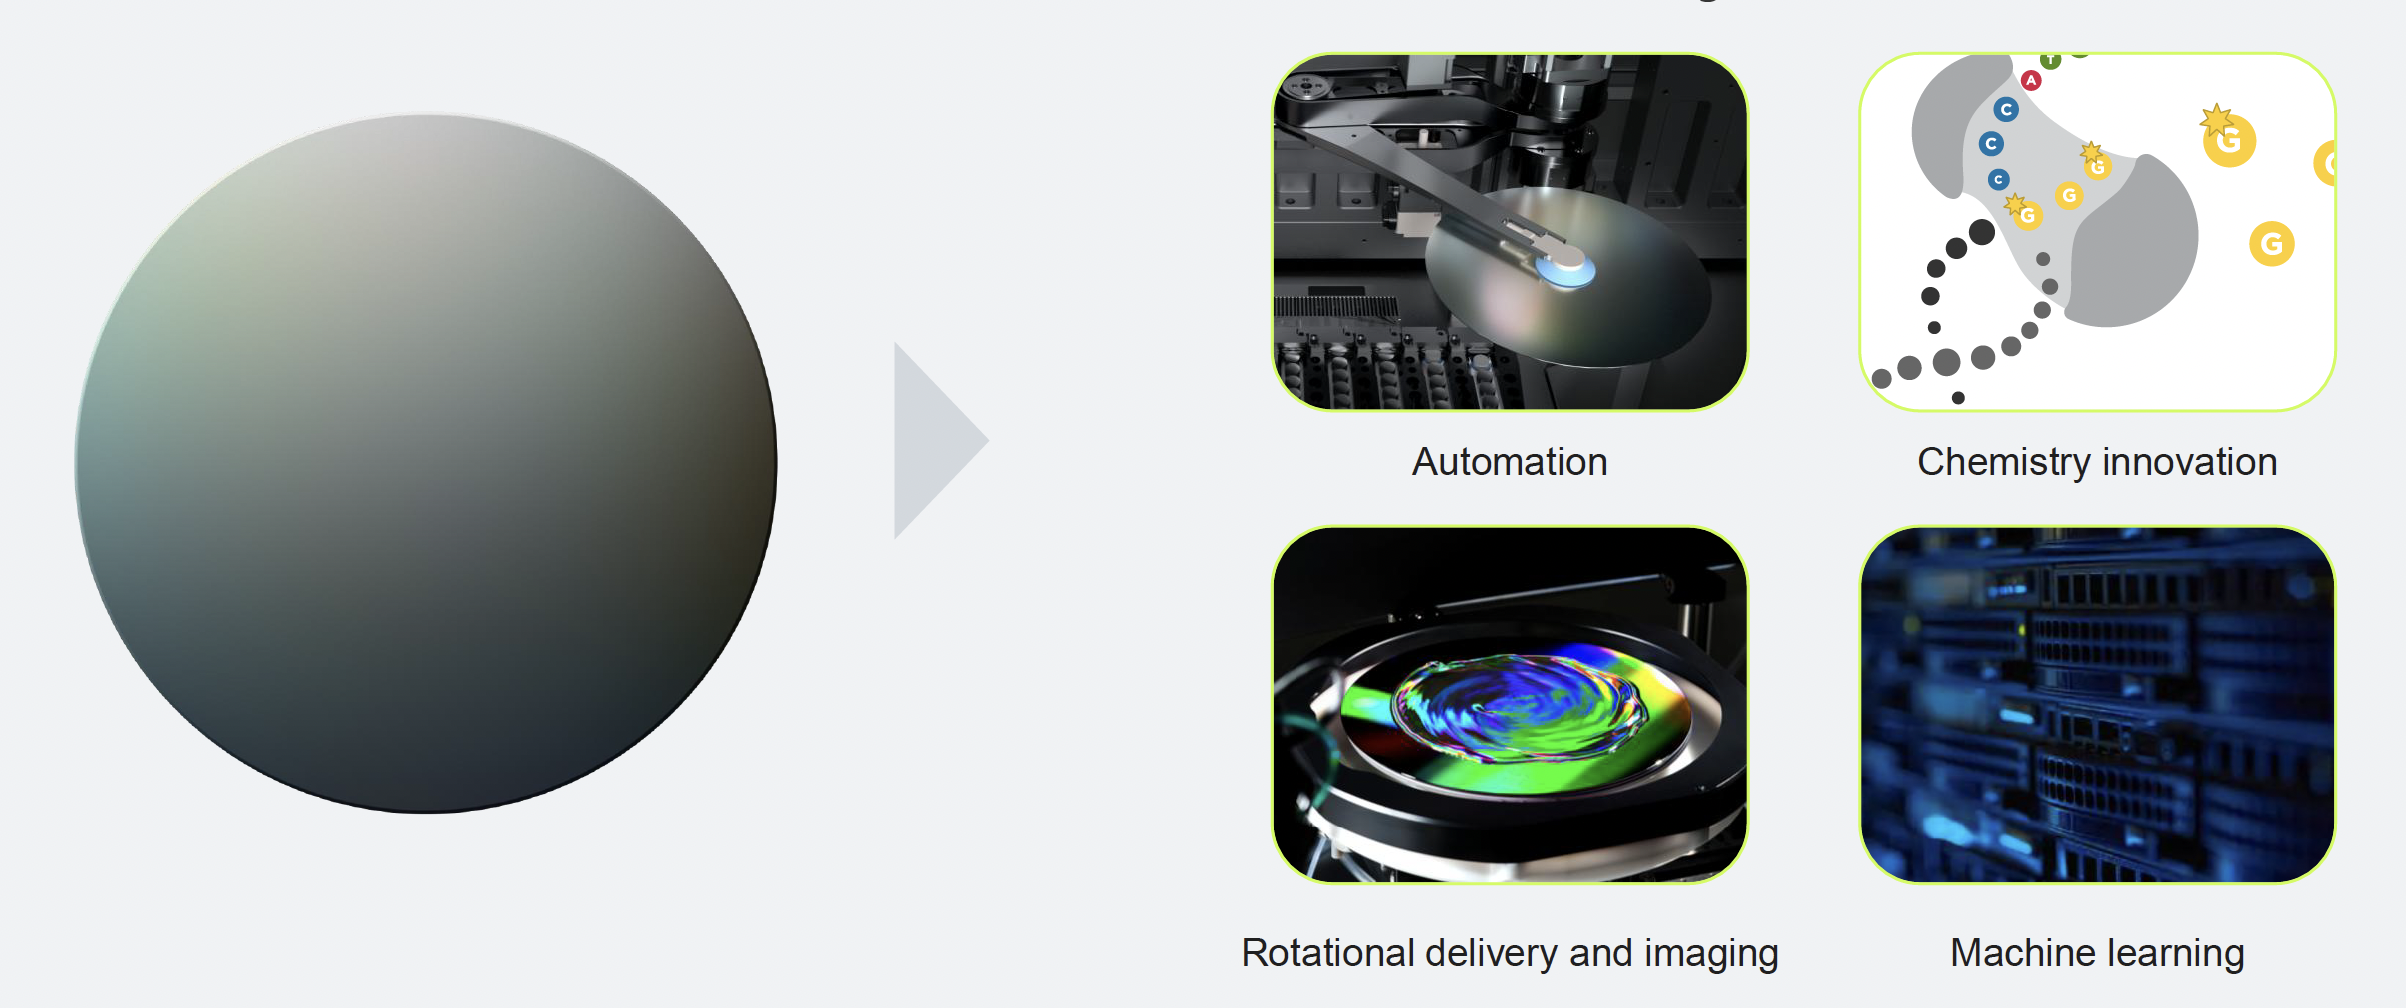 T
A
C
C
C
G
G
G
G
G
Automation
Chemistry innovation
Rotational delivery and imaging
Machine learning